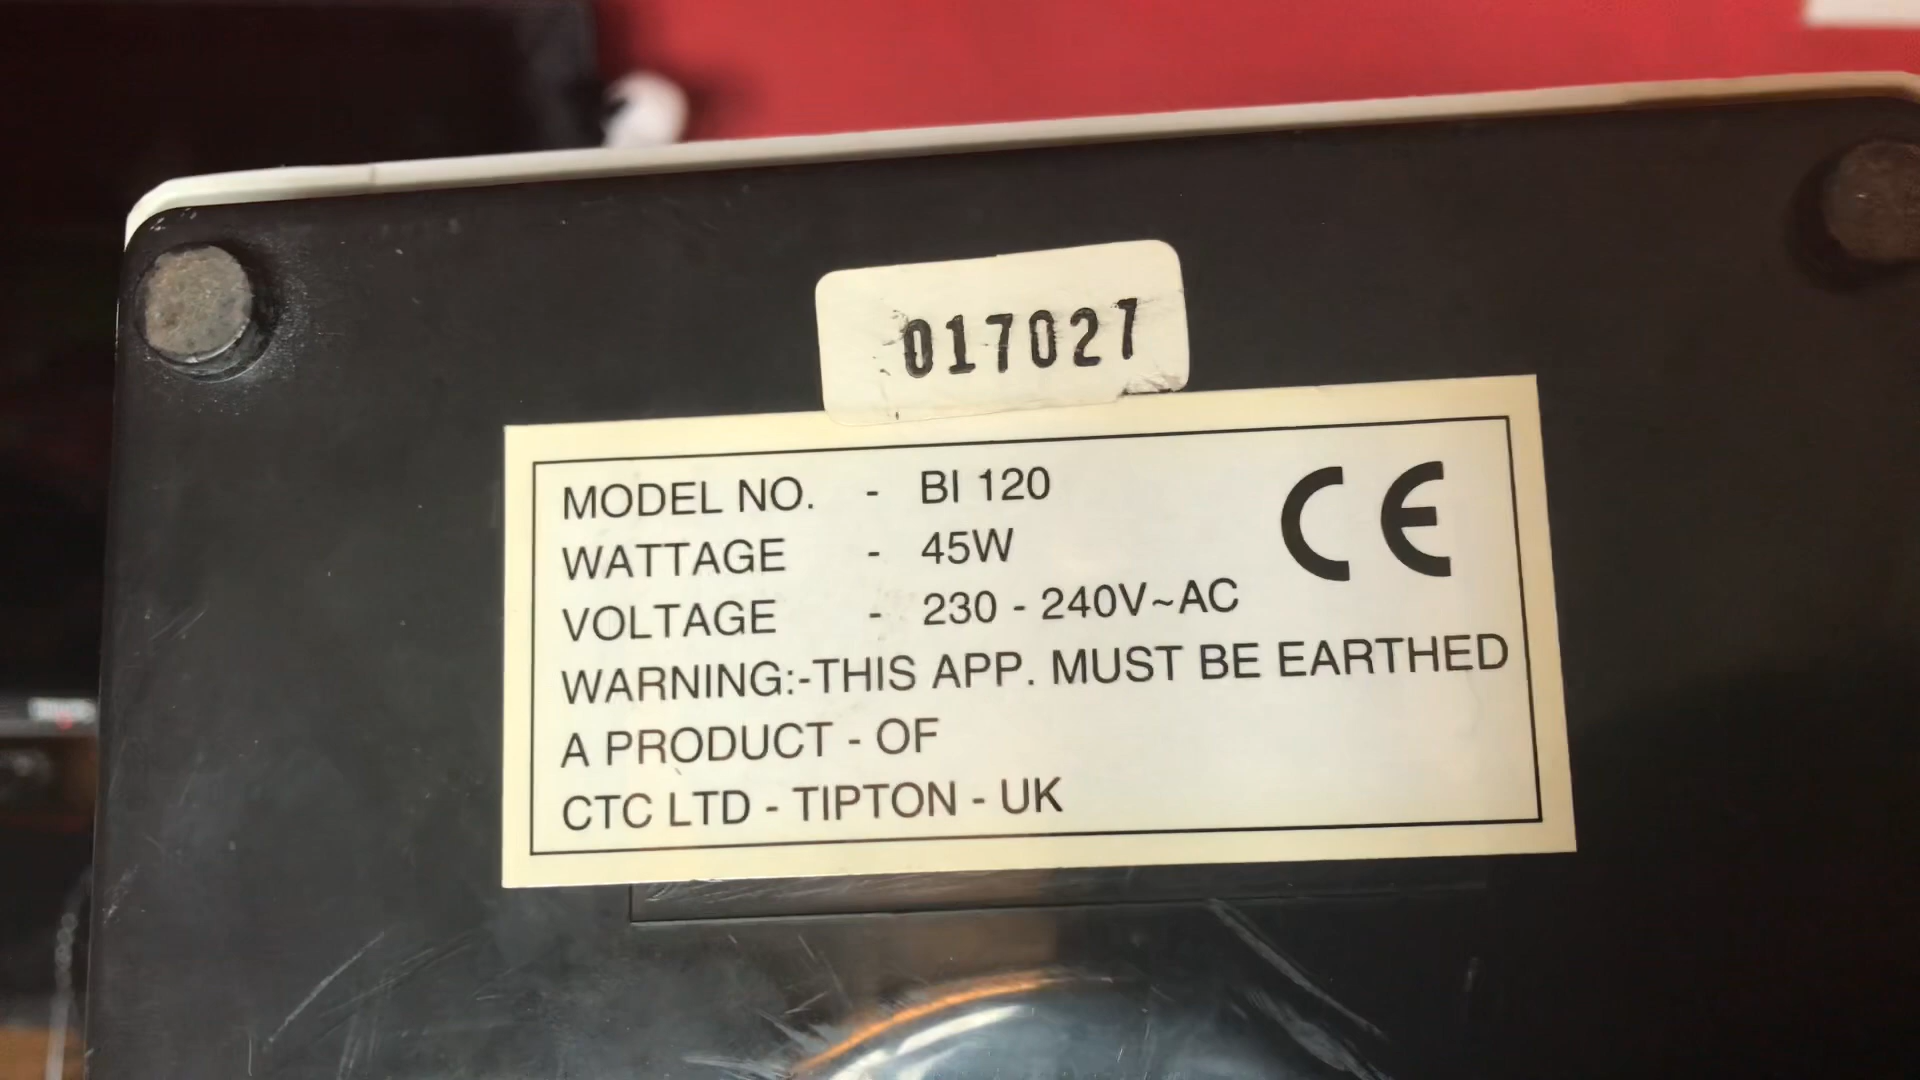 017027
MODEL NO. - BI 120
WATTAGE - 45W
VOLTAGE - 230 - 240V~AC
WARNING:-THIS APP. MUST BE EARTHED
A PRODUCT - OF
CTC LTD - TIPTON - UK
CE